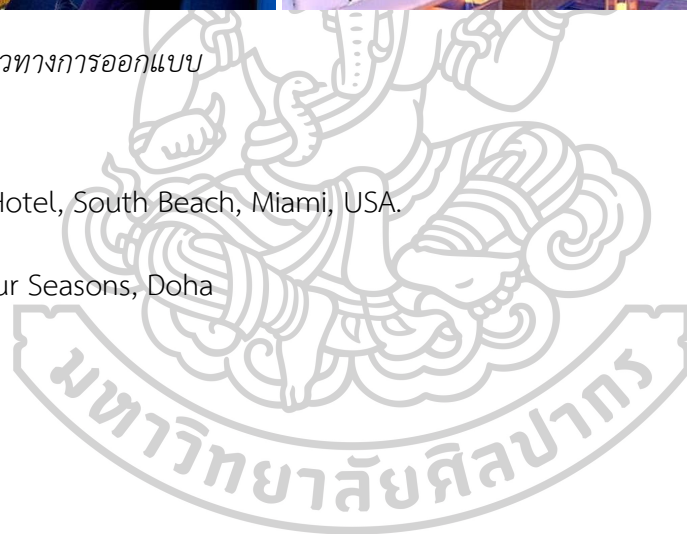 วทางการออกแบบ
Hotel, South Beach, Miami, USA.
ur Seasons, Doha
มหาวิทยาลัยศิลปากร